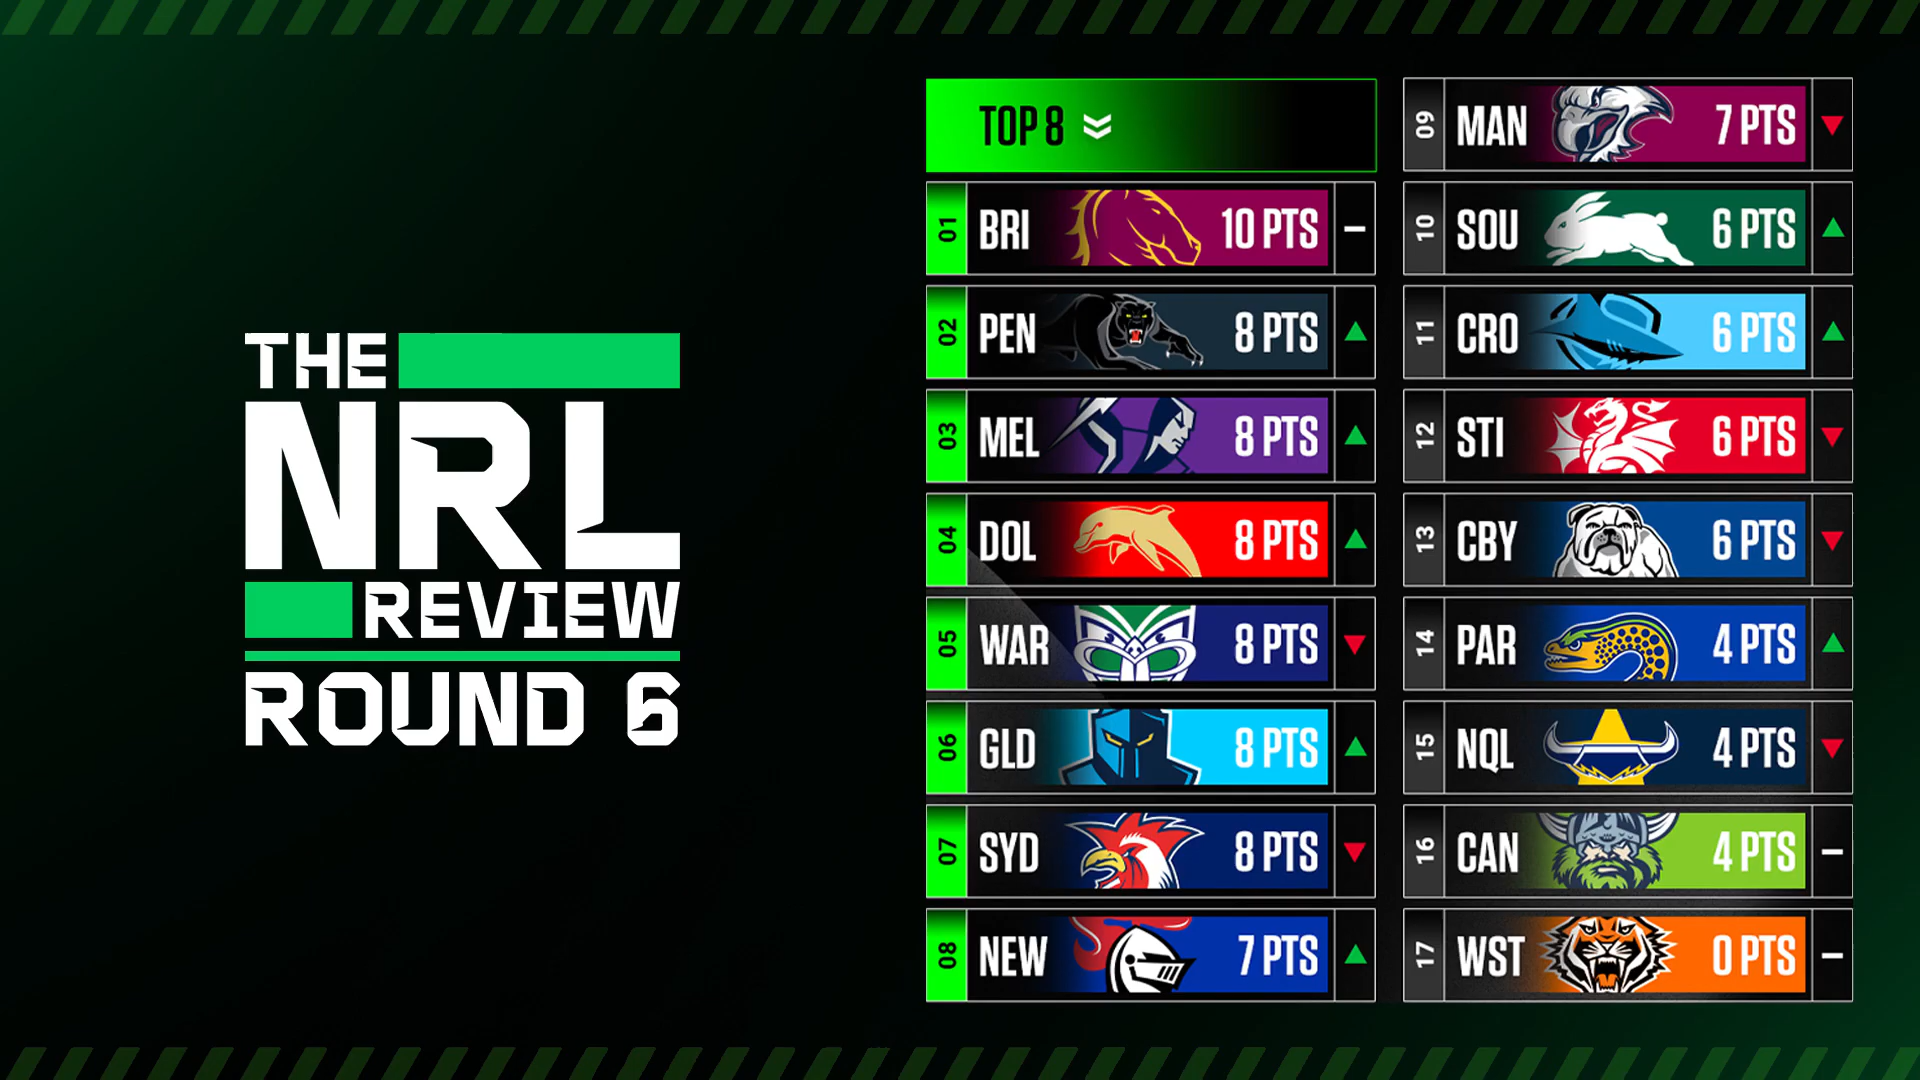 THE
NRL
REVIEW
ROUND 6
TOP 8
01 BRI 10 PTS
02 PEN 8 PTS
03 MEL 8 PTS
04 DOL 8 PTS
05 WAR 8 PTS
06 GLD 8 PTS
07 SYD 8 PTS
08 NEW 7 PTS
09 MAN 7 PTS
10 SOU 6 PTS
11 CRO 6 PTS
12 STI 6 PTS
13 CBY 6 PTS
14 PAR 4 PTS
15 NQL 4 PTS
16 CAN 4 PTS
17 WST 0 PTS